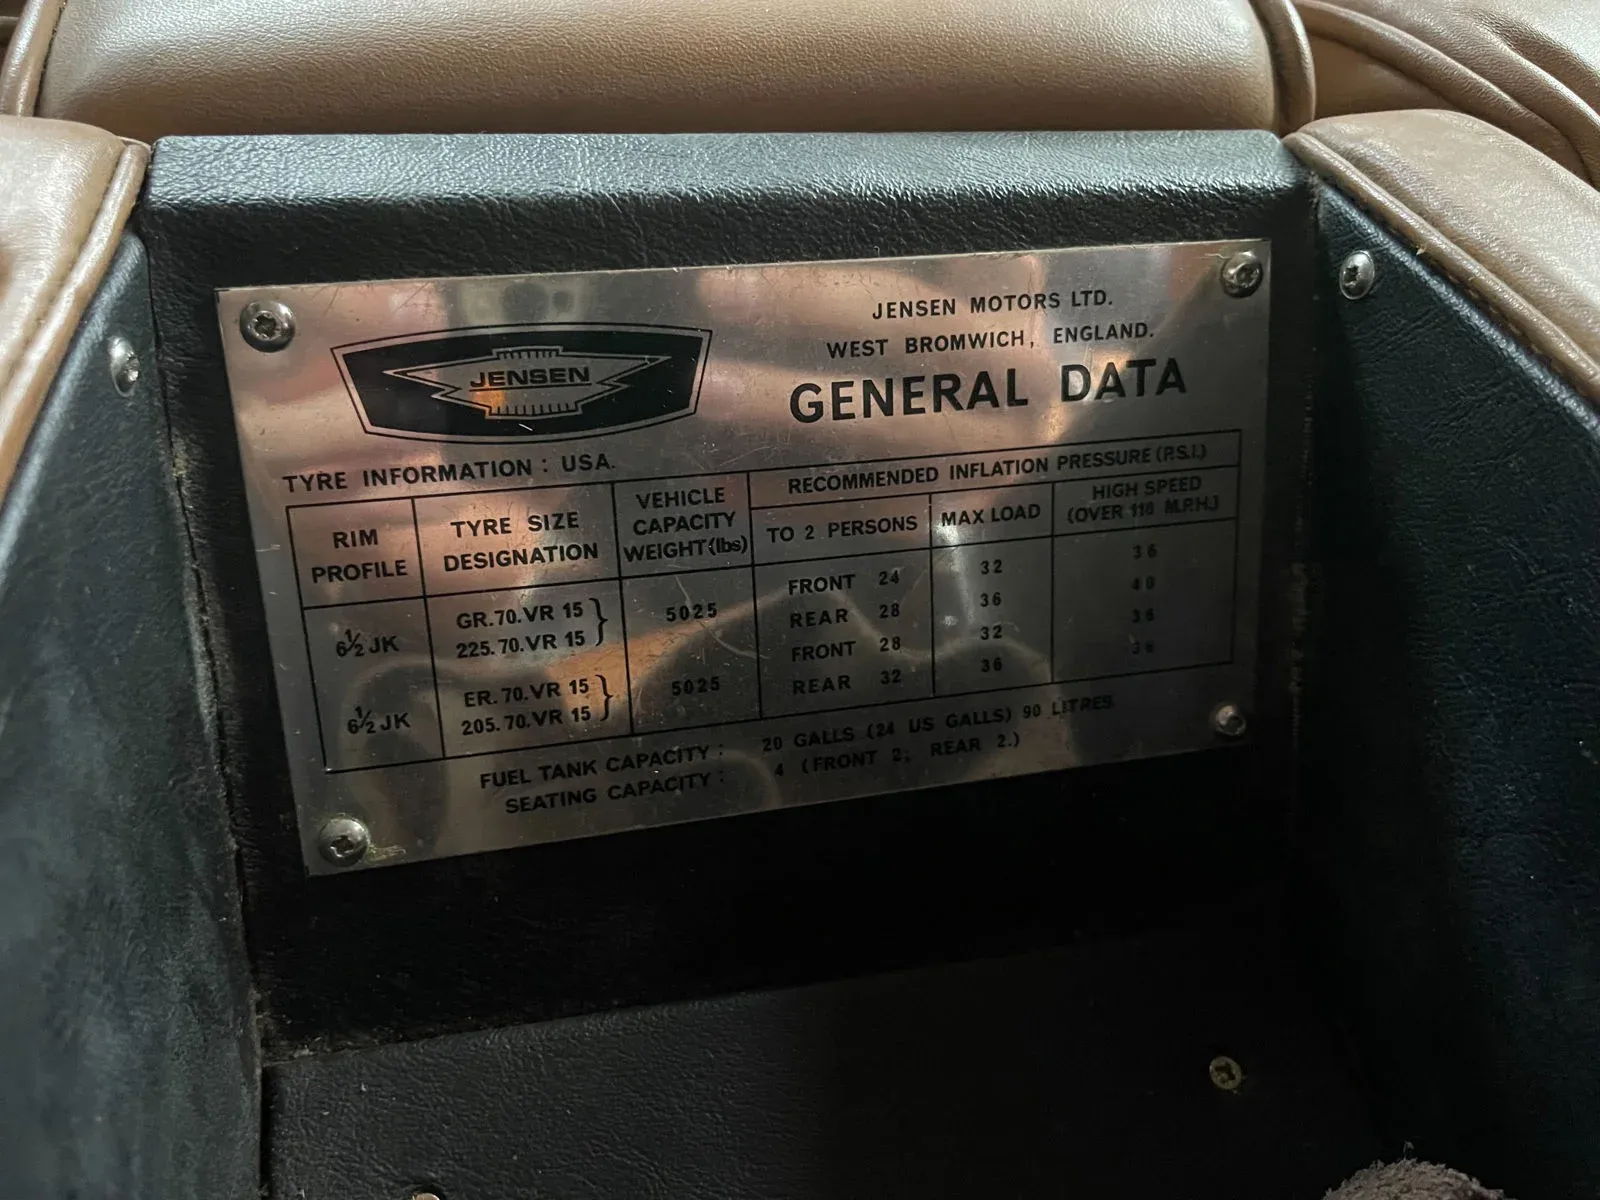 JENSEN
JENSEN MOTORS LTD.
WEST BROMWICH, ENGLAND.
GENERAL DATA
TYRE INFORMATION: USA.
RIM PROFILE
TYRE SIZE DESIGNATION
VEHICLE CAPACITY WEIGHT (lbs)
RECOMMENDED INFLATION PRESSURE (P.S.I.)
TO 2 PERSONS
MAX LOAD
HIGH SPEED (OVER 110 M.P.H.)
6½ JK
GR.70.VR 15
225.70.VR 15
5025
FRONT 24 32 36
REAR 28 36 40
6½ JK
ER.70.VR 15
205.70.VR 15
5025
FRONT 28 32 36
REAR 32 36
FUEL TANK CAPACITY: 20 GALLS (24 US GALLS) 90 LITRES
SEATING CAPACITY: 4 (FRONT 2; REAR 2.)